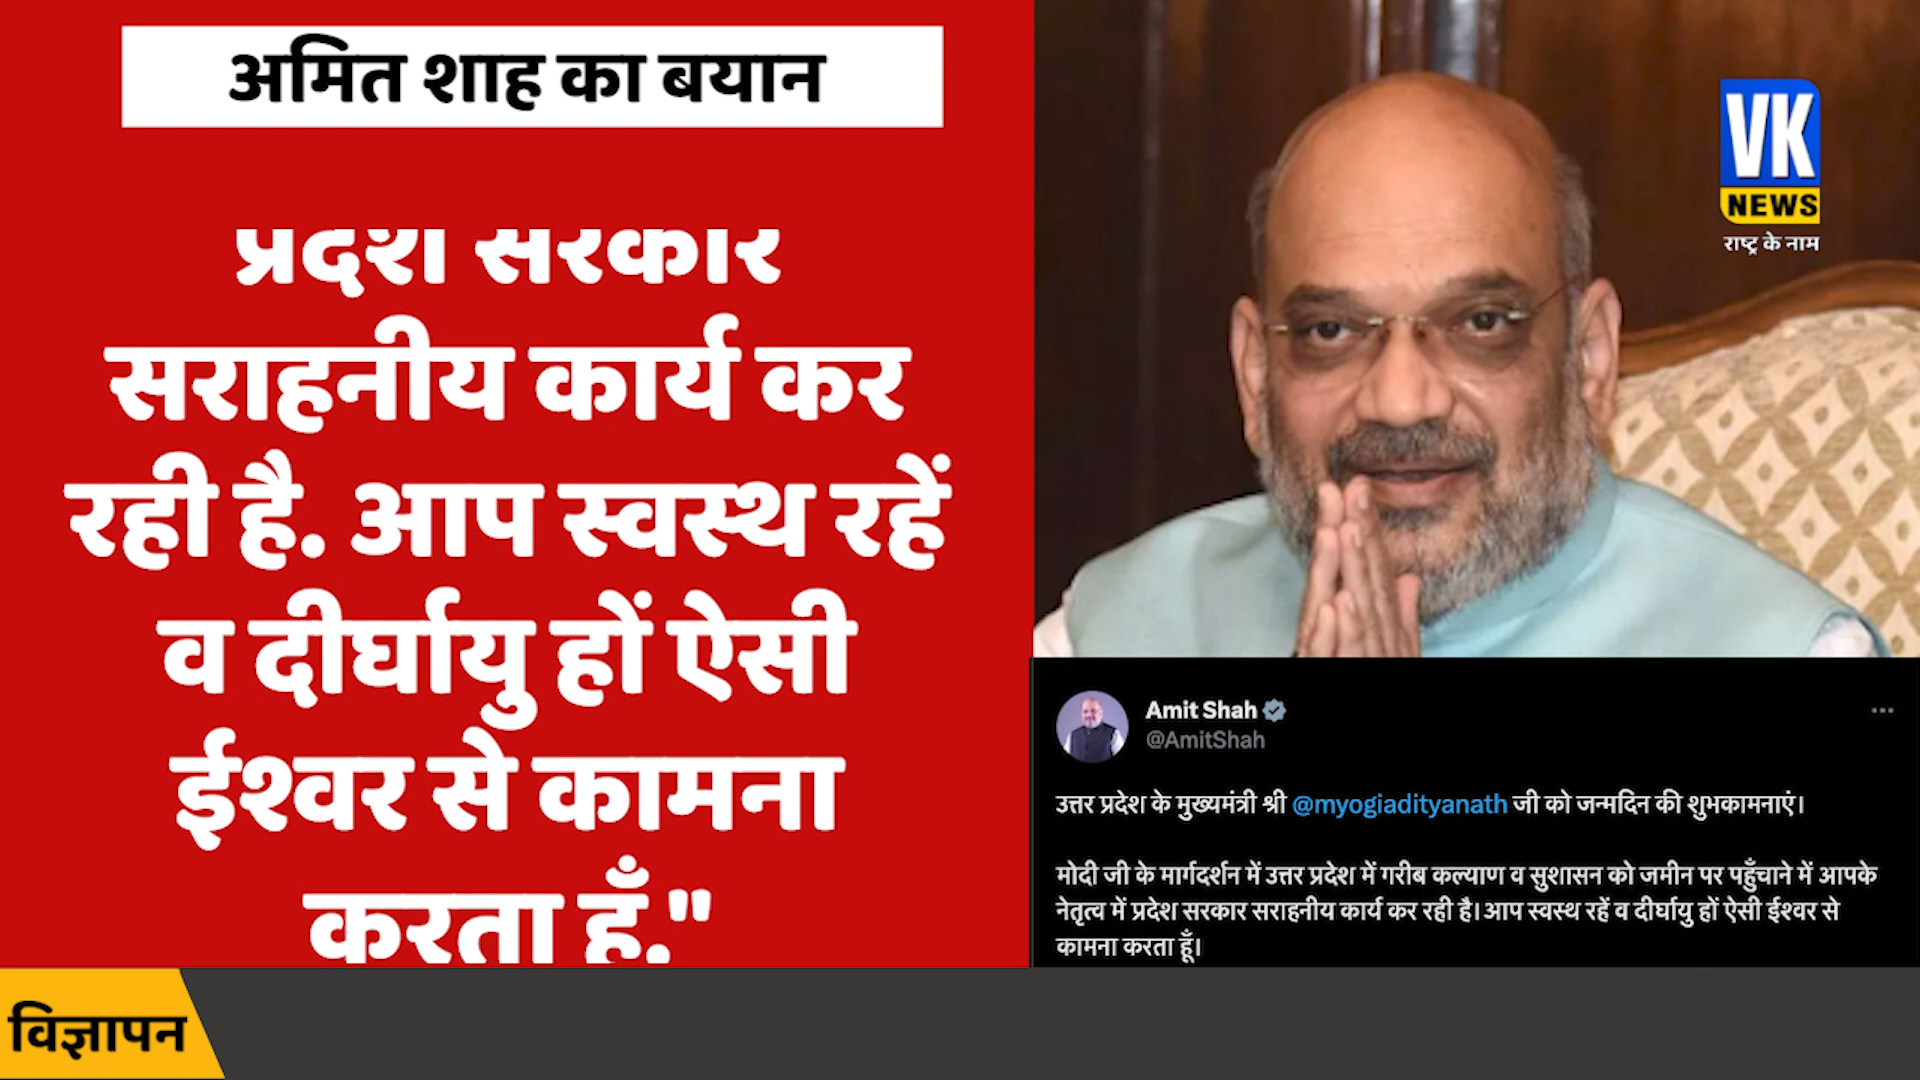 अमित शाह का बयान
प्रदेश सरकार
सराहनीय कार्य कर
रही है. आप स्वस्थ रहें
व दीर्घायु हों ऐसी
ईश्वर से कामना
करता हूँ."
VK
NEWS
राष्ट्र के नाम
Amit Shah
@AmitShah
उत्तर प्रदेश के मुख्यमंत्री श्री @myogiadityanath जी को जन्मदिन की शुभकामनाएं।
मोदी जी के मार्गदर्शन में उत्तर प्रदेश में गरीब कल्याण व सुशासन को जमीन पर पहुँचाने में आपके
नेतृत्व में प्रदेश सरकार सराहनीय कार्य कर रही है। आप स्वस्थ रहें व दीर्घायु हों ऐसी ईश्वर से
कामना करता हूँ।
विज्ञापन